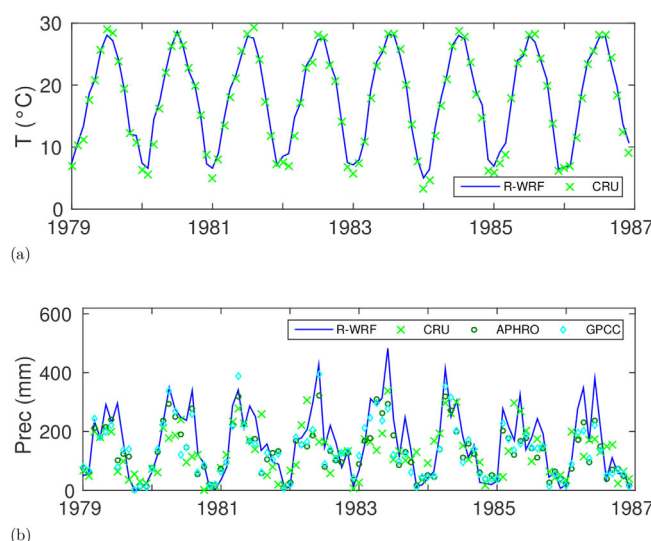 30
20
10
0
T (°C)
R-WRF CRU
1979 1981 1983 1985 1987
(a)
600
400
200
0
Prec (mm)
R-WRF CRU APHRO GPCC
1979 1981 1983 1985 1987
(b)